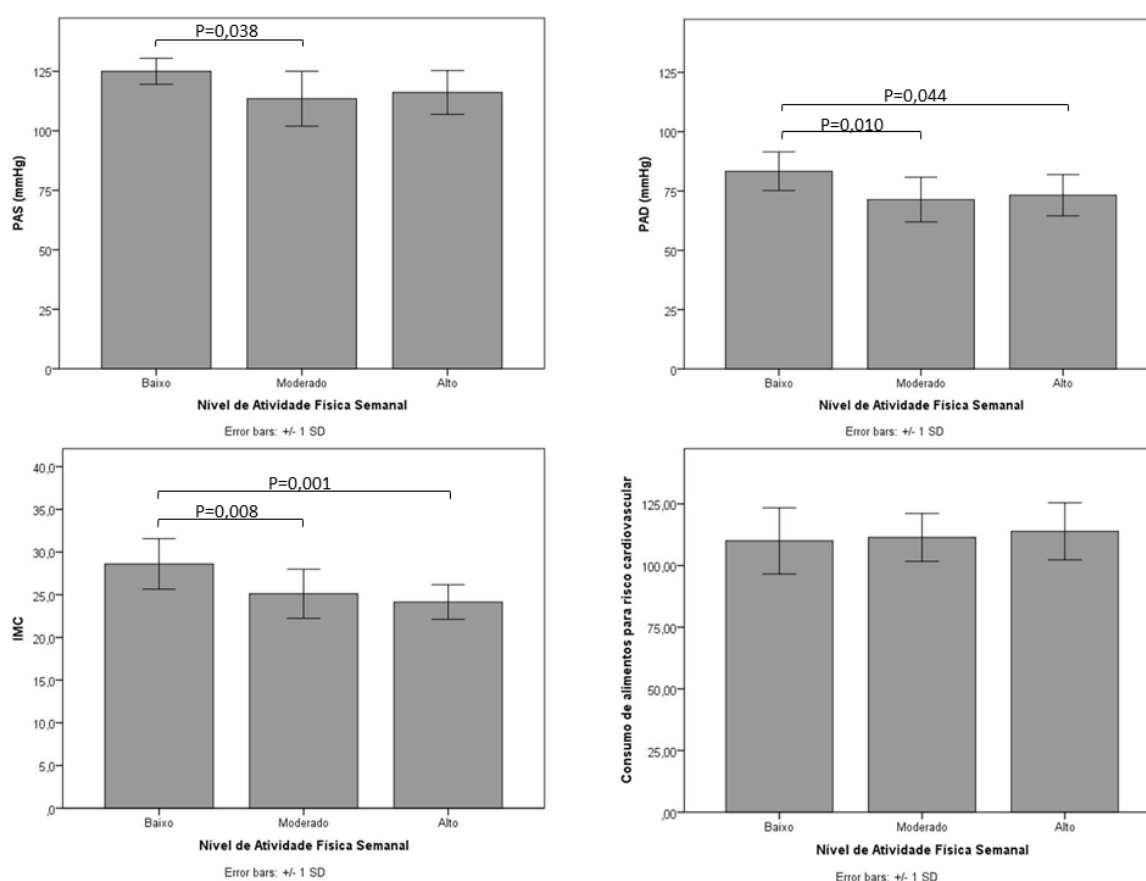 P=0,038
125
100
75
50
25
0
PAS (mmHg)
Baixo
Moderado
Alto
Nível de Atividade Física Semanal
Error bars: +/- 1 SD
P=0,044
P=0,010
125
100
75
50
25
0
PAD (mmHg)
Baixo
Moderado
Alto
Nível de Atividade Física Semanal
Error bars: +/- 1 SD
P=0,001
P=0,008
40,0
35,0
30,0
25,0
20,0
15,0
10,0
5,0
,0
IMC
Baixo
Moderado
Alto
Nível de Atividade Física Semanal
Error bars: +/- 1 SD
125,00
100,00
75,00
50,00
25,00
,00
Consumo de alimentos para risco cardiovascular
Baixo
Moderado
Alto
Nível de Atividade Física Semanal
Error bars: +/- 1 SD